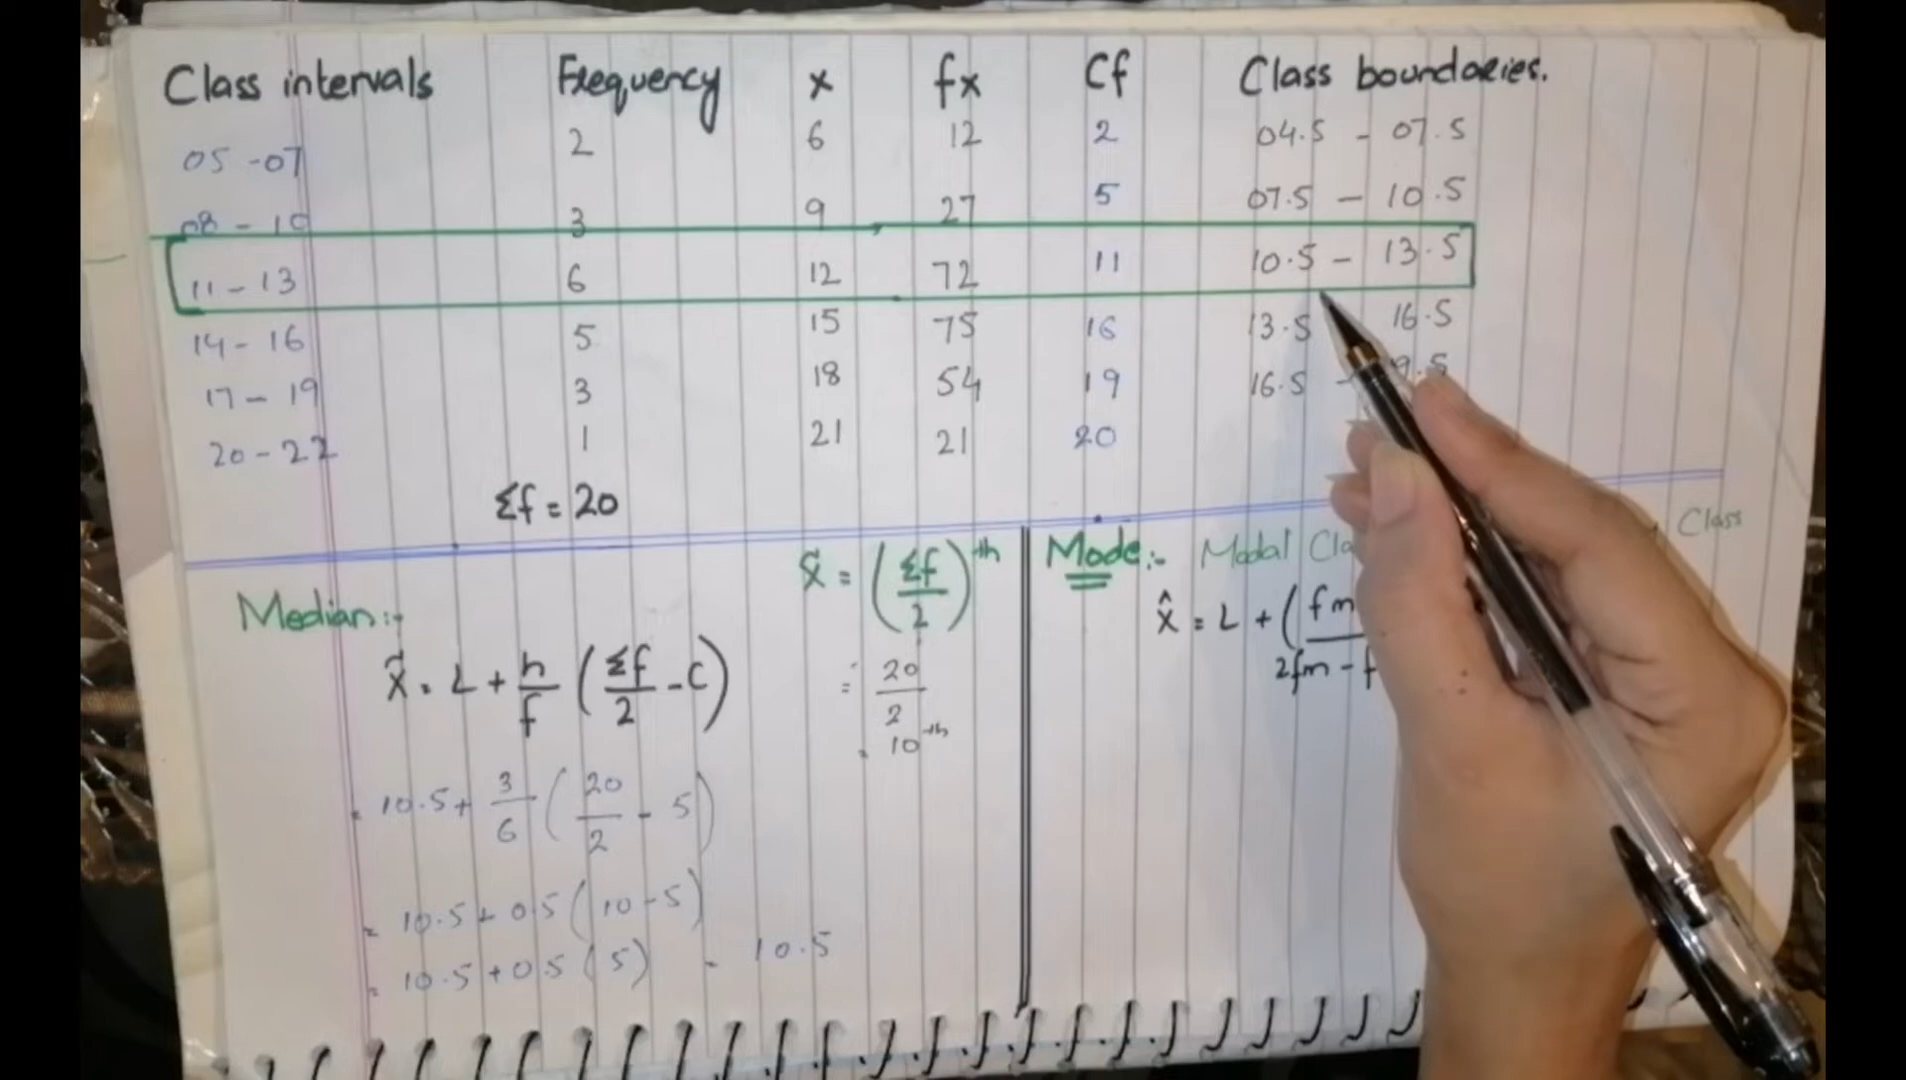 Class intervals Frequency x fx Cf Class boundaries.
05 - 07 2 6 12 2 04.5 - 07.5
08 - 10 3 9 27 5 07.5 - 10.5
11 - 13 6 12 72 11 10.5 - 13.5
14 - 16 5 15 75 16 13.5 16.5
17 - 19 3 18 54 19 16.5 - 9.5
20 - 22 1 21 21 20
Σf = 20
Median:-
x̃ = L + h/f (Σf/2 - C)
= 10.5 + 3/6 (20/2 - 5)
= 10.5 + 0.5 (10 - 5)
= 10.5 + 0.5 (5) = 10.5
x̃ = (Σf/2)th
= 20/2
= 10th
Mode:- Modal Cla Class
x̂ = L + (fm
2fm - f